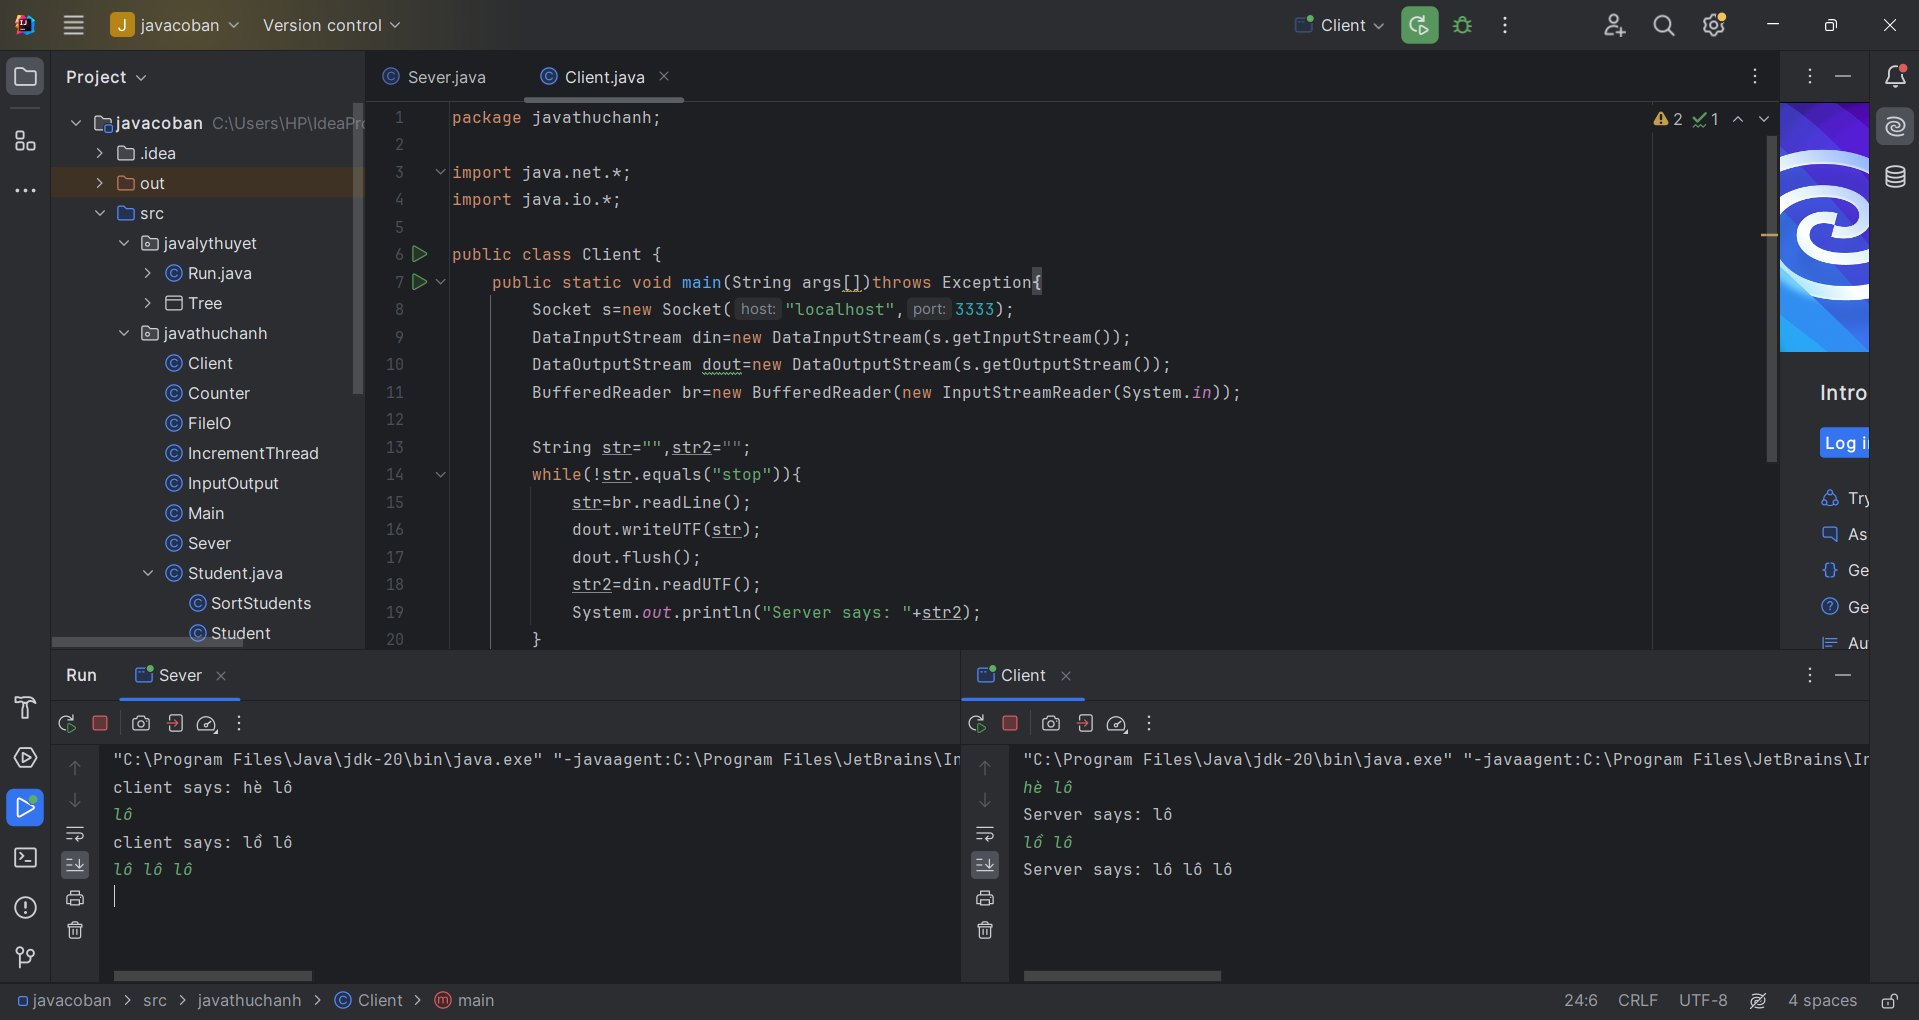 J javacoban Version control Client
Project
Sever.java Client.java
javacoban C:\Users\HP\IdeaPr
.idea
out
src
javalythuyet
Run.java
Tree
javathuchanh
Client
Counter
FileIO
IncrementThread
InputOutput
Main
Sever
Student.java
SortStudents
Student
2 1
1 package javathuchanh;
2
3 import java.net.*;
4 import java.io.*;
5
6 public class Client {
7 public static void main(String args[])throws Exception{
8 Socket s=new Socket( host: "localhost", port: 3333);
9 DataInputStream din=new DataInputStream(s.getInputStream());
10 DataOutputStream dout=new DataOutputStream(s.getOutputStream());
11 BufferedReader br=new BufferedReader(new InputStreamReader(System.in));
12
13 String str="",str2="";
14 while(!str.equals("stop")){
15 str=br.readLine();
16 dout.writeUTF(str);
17 dout.flush();
18 str2=din.readUTF();
19 System.out.println("Server says: "+str2);
20 }
Intro
Log i
Try
As
Ge
Ge
Au
Run Sever
"C:\Program Files\Java\jdk-20\bin\java.exe" "-javaagent:C:\Program Files\JetBrains\In
client says: hè lô
lô
client says: lổ lô
lô lô lô
Client
"C:\Program Files\Java\jdk-20\bin\java.exe" "-javaagent:C:\Program Files\JetBrains\Ir
hè lô
Server says: lô
lổ lô
Server says: lô lô lô
javacoban > src > javathuchanh > Client > main
24:6 CRLF UTF-8 4 spaces